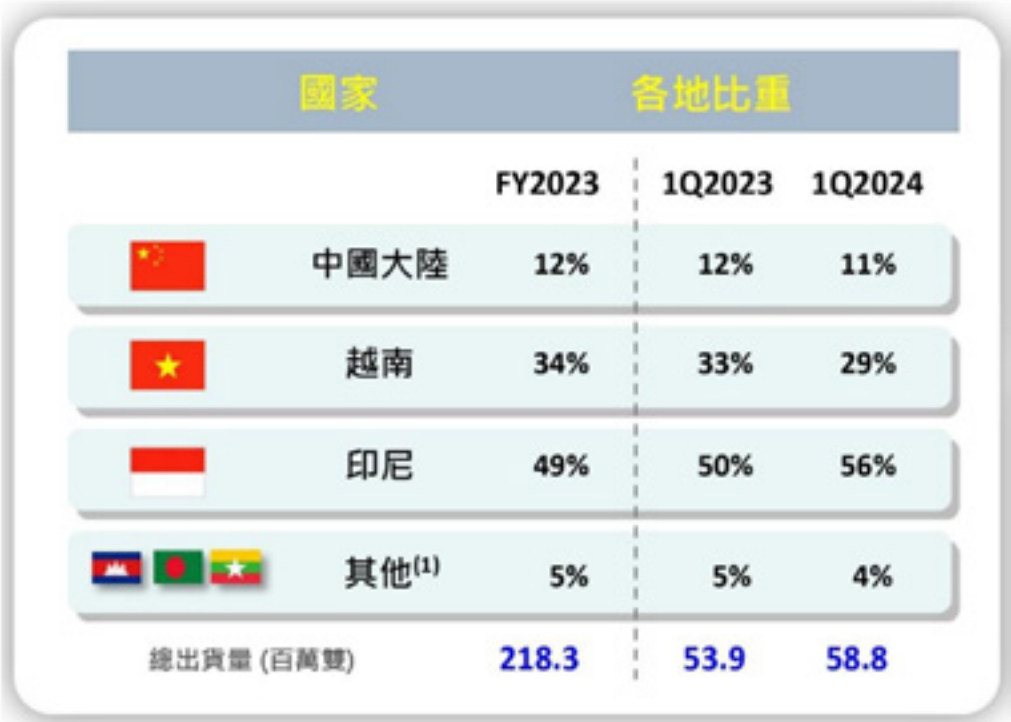 國家 各地比重
FY2023 1Q2023 1Q2024
中國大陸 12% 12% 11%
越南 34% 33% 29%
印尼 49% 50% 56%
其他(1) 5% 5% 4%
總出貨量 (百萬雙) 218.3 53.9 58.8